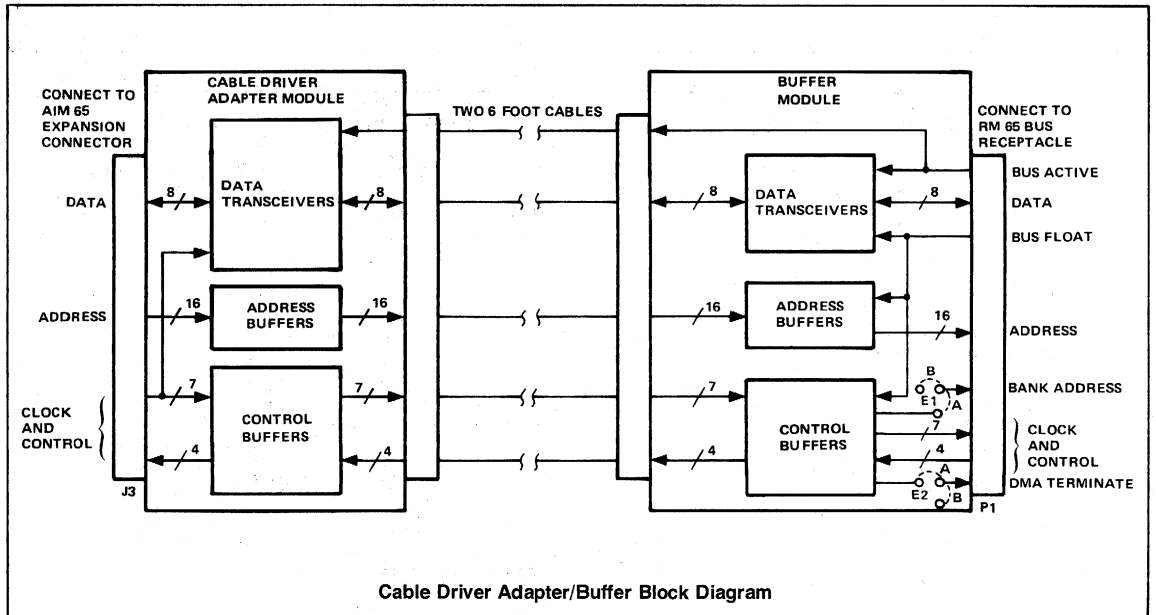 CABLE DRIVER
ADAPTER MODULE
BUFFER
MODULE
CONNECT TO
AIM 65
EXPANSION
CONNECTOR
TWO 6 FOOT CABLES
CONNECT TO
RM 65 BUS
RECEPTACLE
BUS ACTIVE
DATA
8
DATA
TRANSCEIVERS
8
8
DATA
TRANSCEIVERS
8
DATA
BUS FLOAT
ADDRESS
16
ADDRESS
BUFFERS
16
16
ADDRESS
BUFFERS
16
ADDRESS
CLOCK
AND
CONTROL
7
4
CONTROL
BUFFERS
7
4
7
4
CONTROL
BUFFERS
B
E1
A
BANK ADDRESS
7
4
CLOCK
AND
CONTROL
A
E2
B
DMA TERMINATE
J3
P1
Cable Driver Adapter/Buffer Block Diagram